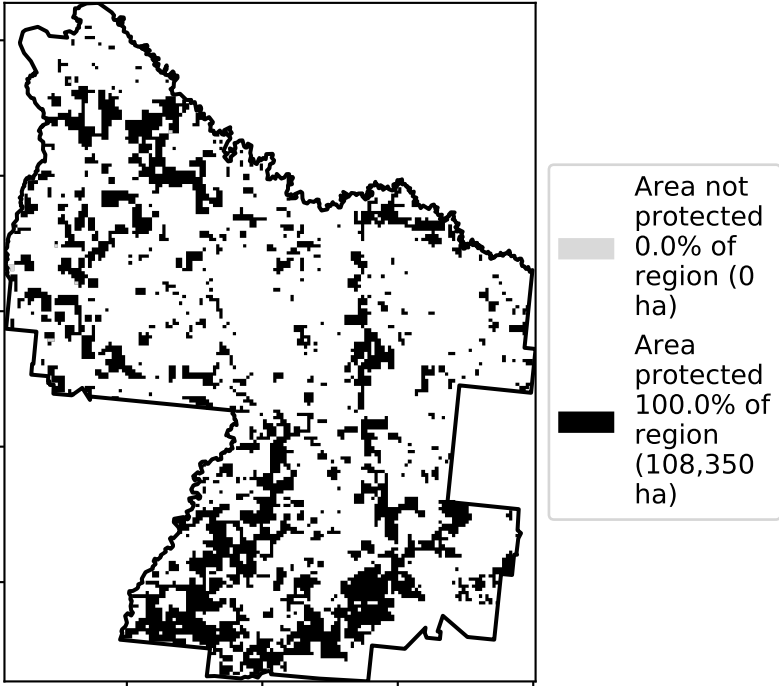 Area not
protected
0.0% of
region (0
ha)
Area
protected
100.0% of
region
(108,350
ha)